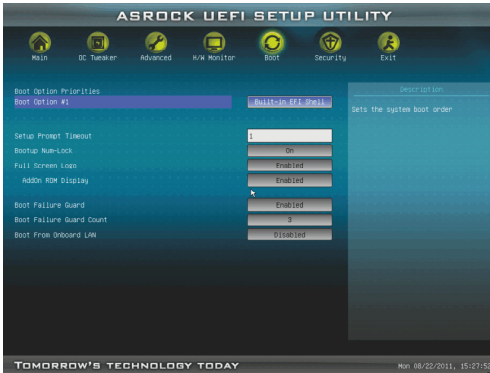 ASROCK UEFI SETUP UTILITY
Main OC Tweaker Advanced H/W Monitor Boot Security Exit
Boot Option Priorities
Boot Option #1 Built-in EFI Shell
Setup Prompt Timeout 1
Bootup Num-Lock On
Full Screen Logo Enabled
AddOn ROM Display Enabled
Boot Failure Guard Enabled
Boot Failure Guard Count 3
Boot From Onboard LAN Disabled
Description
Sets the system boot order
TOMORROW'S TECHNOLOGY TODAY
Mon 08/22/2011, 15:27:52